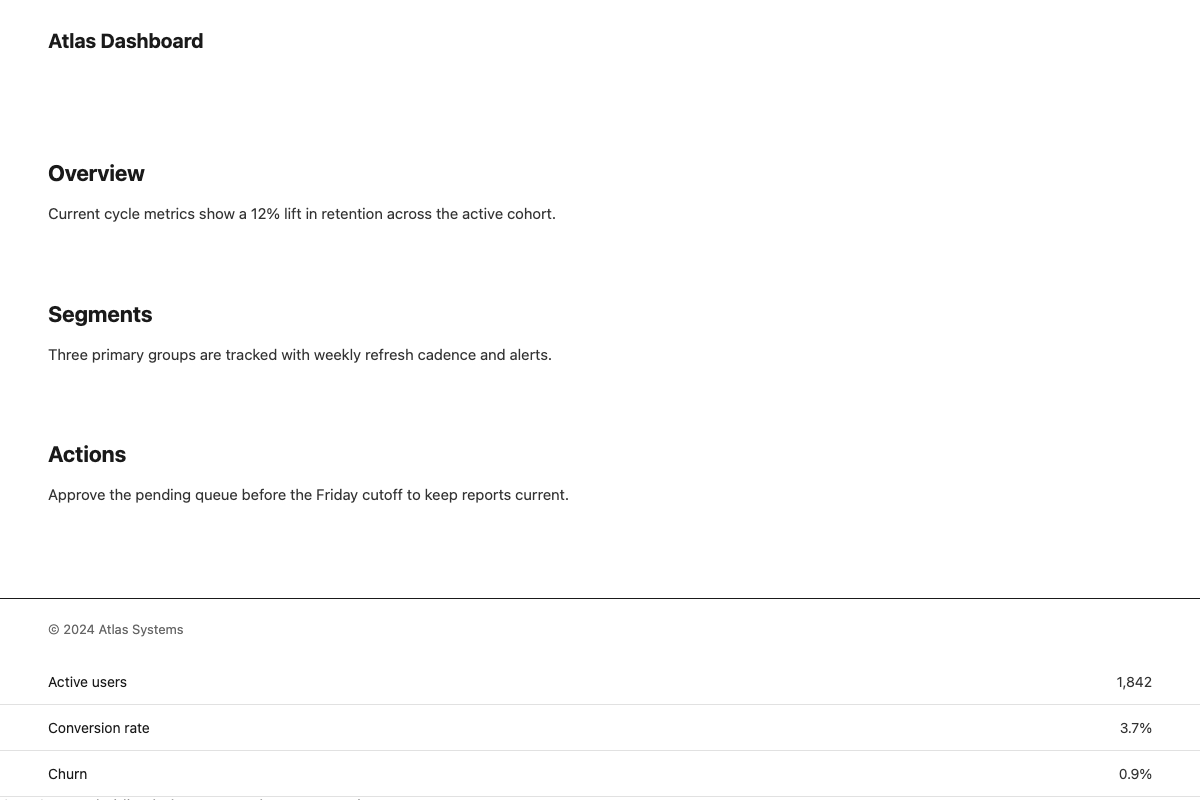 Atlas Dashboard
Overview
Current cycle metrics show a 12% lift in retention across the active cohort.
Segments
Three primary groups are tracked with weekly refresh cadence and alerts.
Actions
Approve the pending queue before the Friday cutoff to keep reports current.
© 2024 Atlas Systems
Active users 1,842
Conversion rate 3.7%
Churn 0.9%